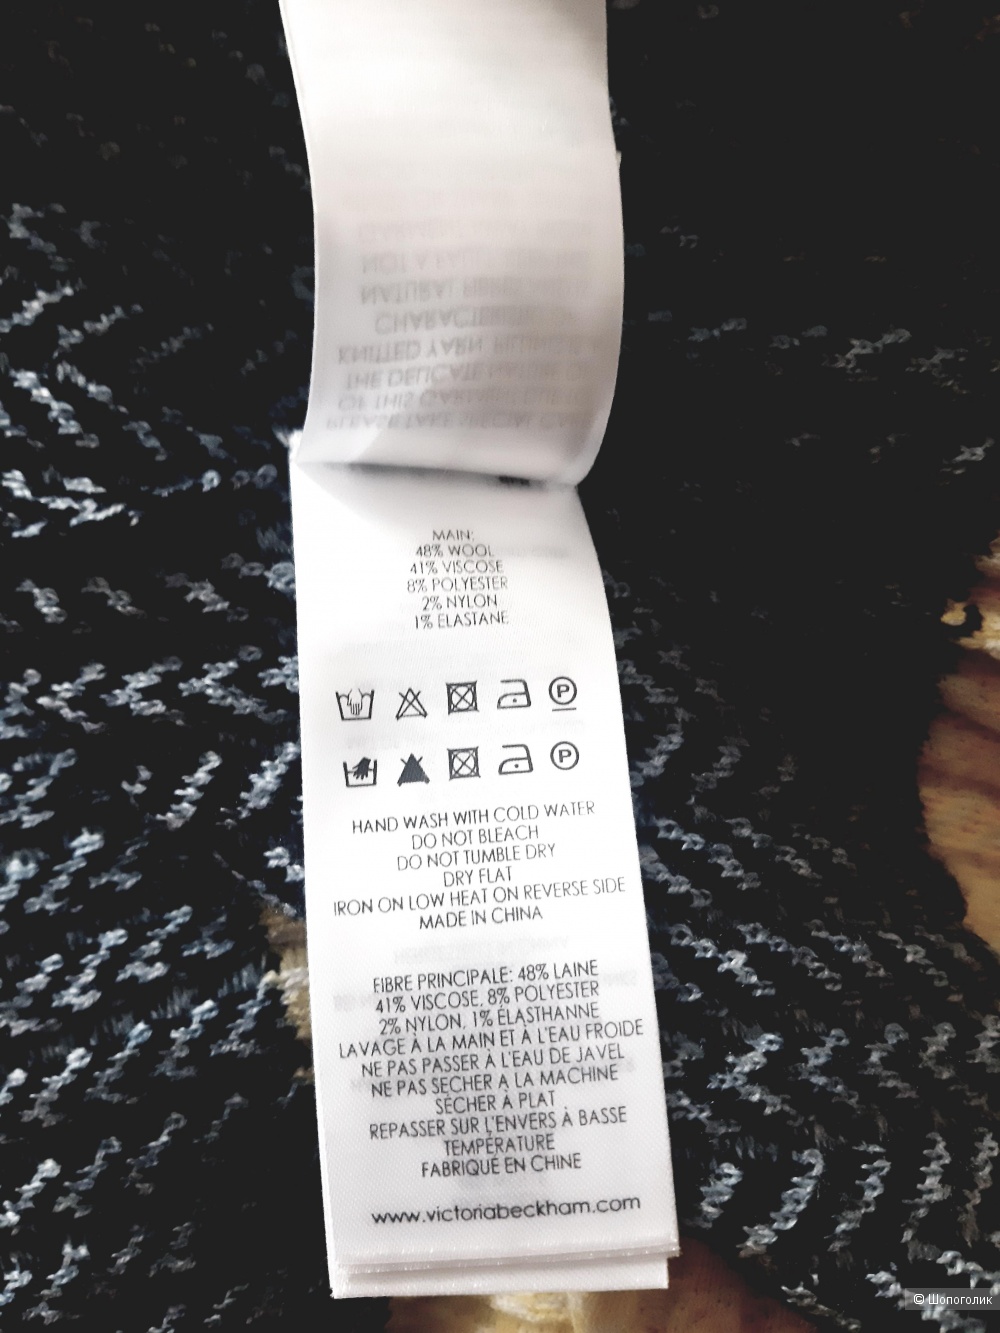 MAIN:
48% WOOL
41% VISCOSE
8% POLYESTER
2% NYLON
1% ELASTANE
P
P
HAND WASH WITH COLD WATER
DO NOT BLEACH
DO NOT TUMBLE DRY
DRY FLAT
IRON ON LOW HEAT ON REVERSE SIDE
MADE IN CHINA
FIBRE PRINCIPALE: 48% LAINE
41% VISCOSE, 8% POLYESTER
2% NYLON, 1% ÉLASTHANNE
LAVAGE À LA MAIN ET À L'EAU FROIDE
NE PAS PASSER À L'EAU DE JAVEL
NE PAS SECHER A LA MACHINE
SÉCHER À PLAT
REPASSER SUR L'ENVERS À BASSE
TEMPÉRATURE
FABRIQUÉ EN CHINE
www.victoriabeckham.com
© Шопоголик